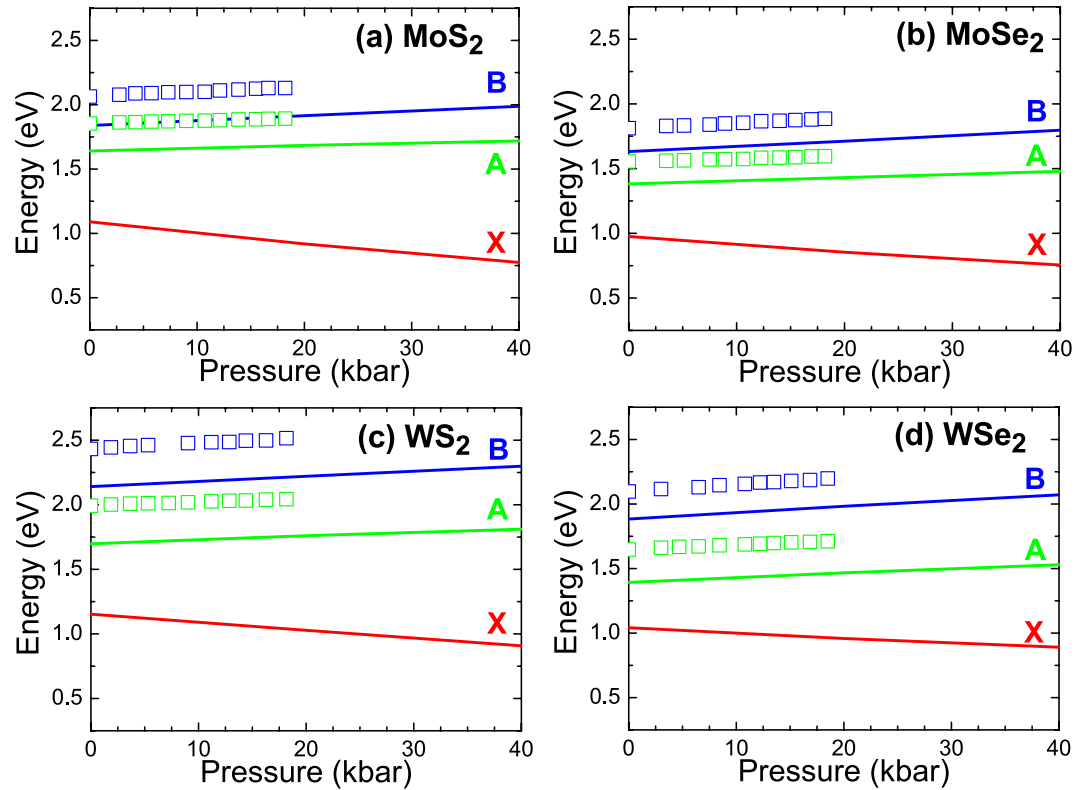 (a) MoS2
2.5
2.0
1.5
1.0
0.5
Energy (eV)
B
A
X
0 10 20 30 40
Pressure (kbar)
(b) MoSe2
2.5
2.0
1.5
1.0
0.5
Energy (eV)
B
A
X
0 10 20 30 40
Pressure (kbar)
(c) WS2
2.5
2.0
1.5
1.0
0.5
Energy (eV)
B
A
X
0 10 20 30 40
Pressure (kbar)
(d) WSe2
2.5
2.0
1.5
1.0
0.5
Energy (eV)
B
A
X
0 10 20 30 40
Pressure (kbar)